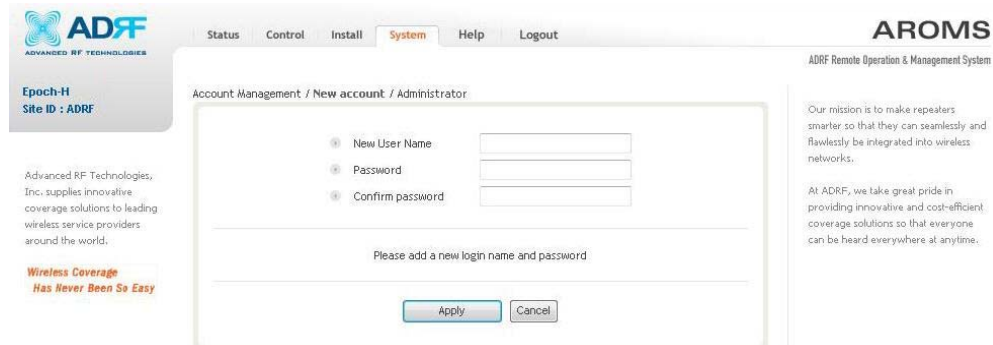 ADRF
ADVANCED RF TECHNOLOGIES
Status Control Install System Help Logout
AROMS
ADRF Remote Operation & Management System
Epoch-H
Site ID : ADRF
Account Management / New account / Administrator
New User Name
Password
Confirm password
Please add a new login name and password
Apply Cancel
Advanced RF Technologies,
Inc. supplies innovative
coverage solutions to leading
wireless service providers
around the world.
Wireless Coverage
Has Never Been So Easy
Our mission is to make repeaters
smarter so that they can seamlessly and
flawlessly be integrated into wireless
networks.
At ADRF, we take great pride in
providing innovative and cost-efficient
coverage solutions so that everyone
can be heard everywhere at anytime.